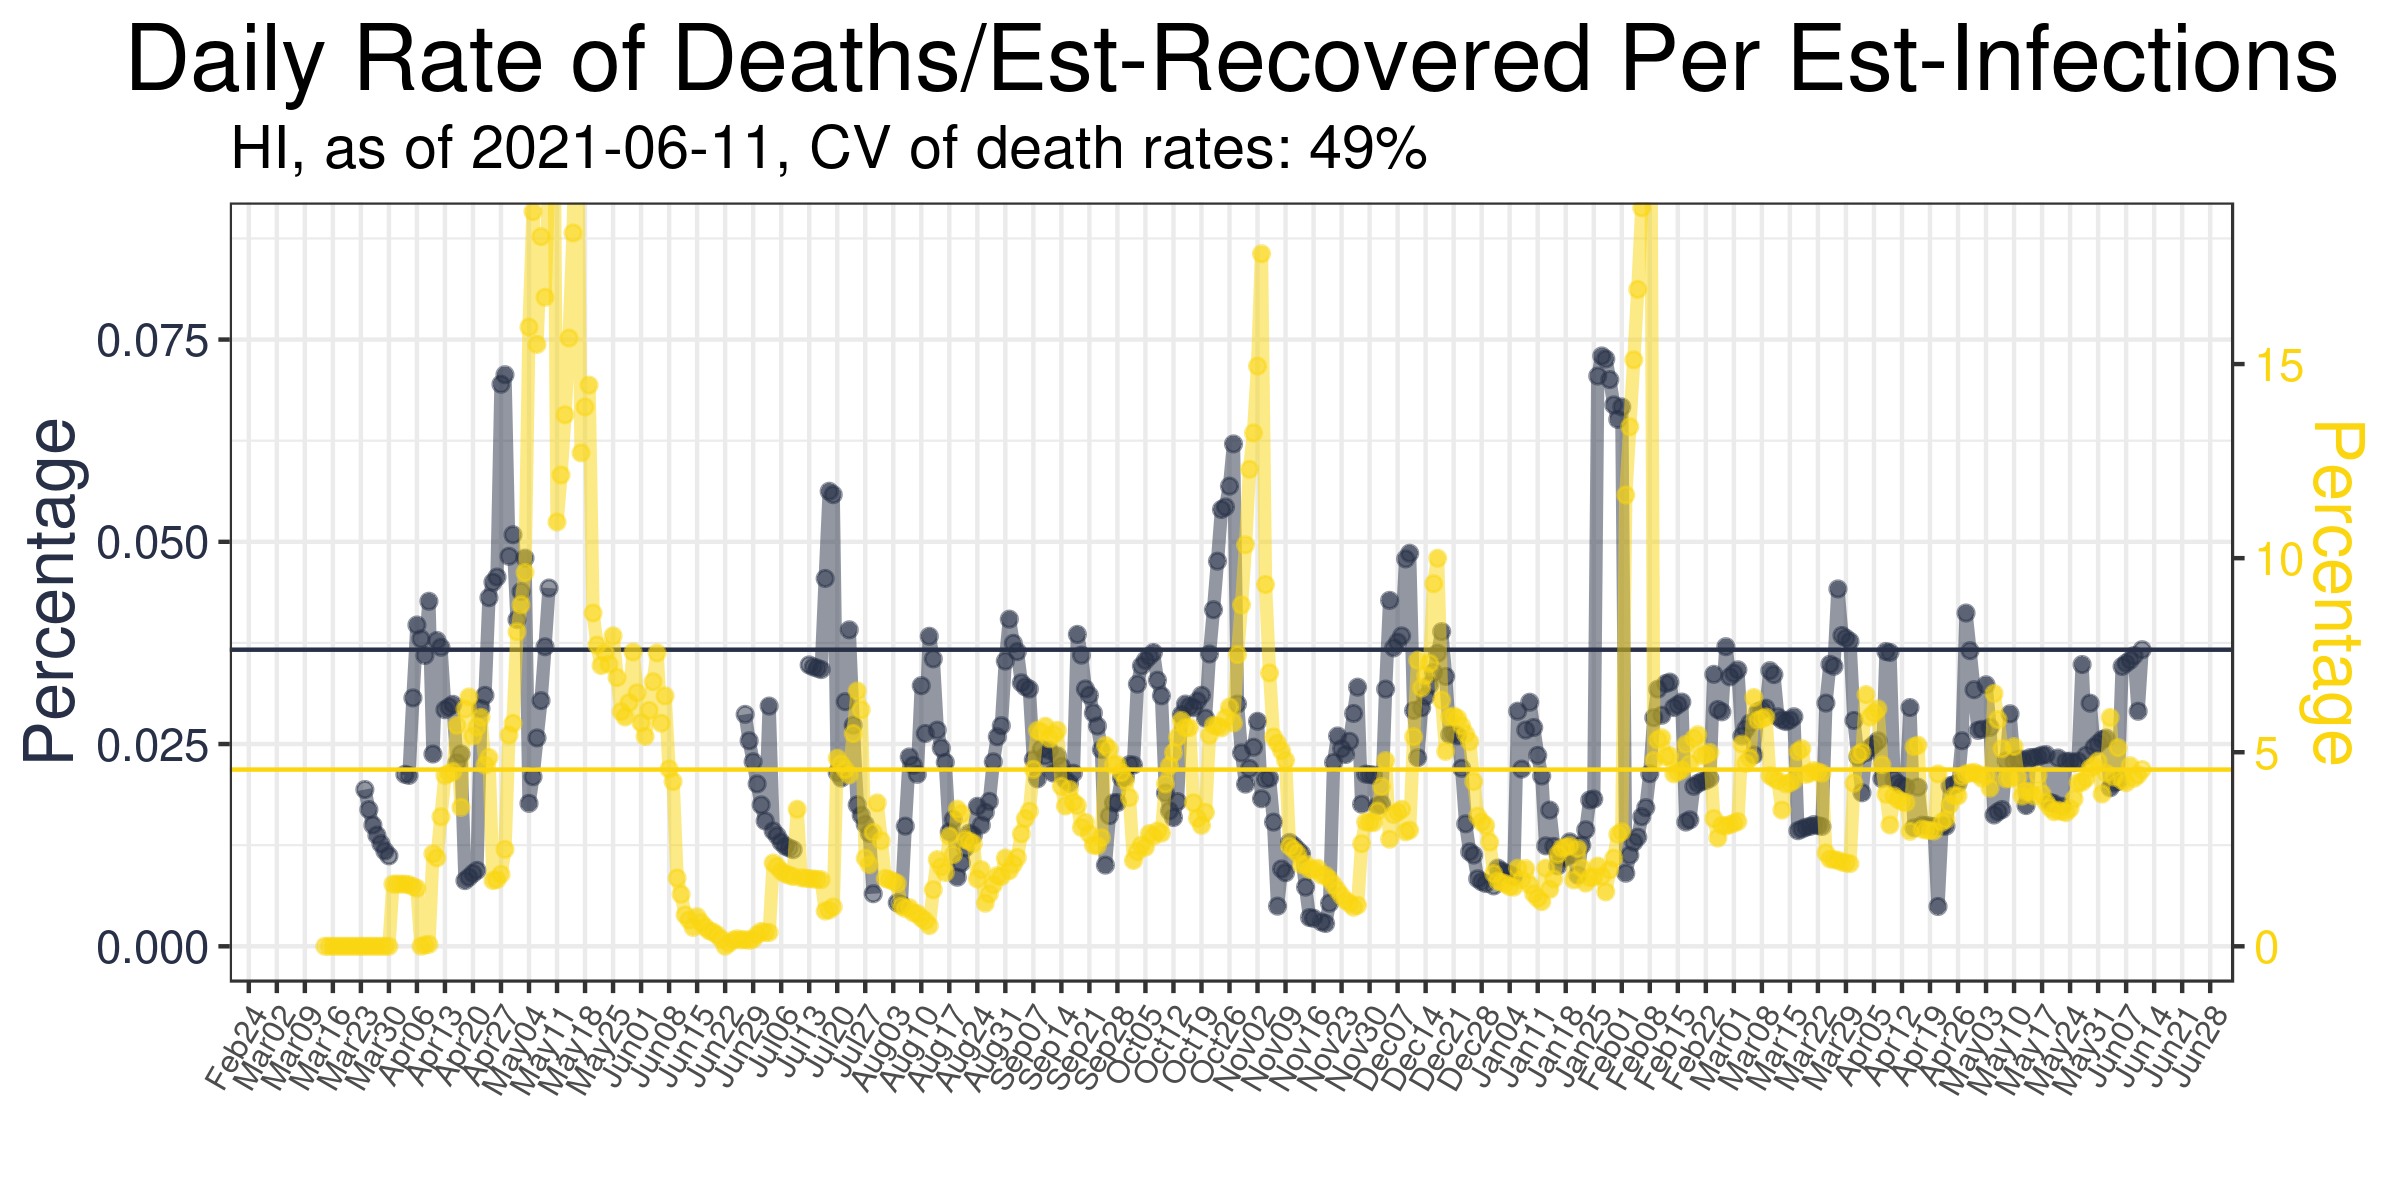 Daily Rate of Deaths/Est-Recovered Per Est-Infections
HI, as of 2021-06-11, CV of death rates: 49%
Percentage
0.075
0.050
0.025
0.000
15
10
5
0
Percentage
Feb24
Mar02
Mar09
Mar16
Mar23
Mar30
Apr06
Apr13
Apr20
Apr27
May04
May11
May18
May25
Jun01
Jun08
Jun15
Jun22
Jun29
Jul06
Jul13
Jul20
Jul27
Aug03
Aug10
Aug17
Aug24
Aug31
Sep07
Sep14
Sep21
Sep28
Oct05
Oct12
Oct19
Oct26
Nov02
Nov09
Nov16
Nov23
Nov30
Dec07
Dec14
Dec21
Dec28
Jan04
Jan11
Jan18
Jan25
Feb01
Feb08
Feb15
Feb22
Mar01
Mar08
Mar15
Mar22
Mar29
Apr05
Apr12
Apr19
Apr26
May03
May10
May17
May24
May31
Jun07
Jun14
Jun21
Jun28